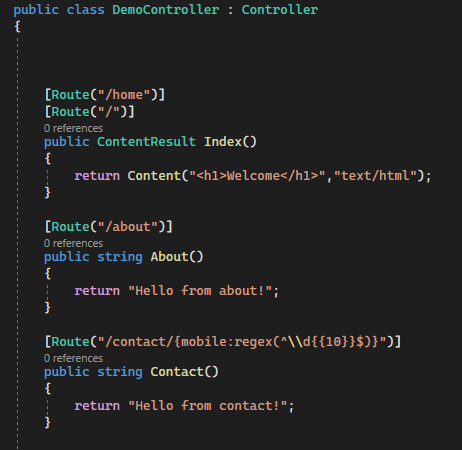 public class DemoController : Controller
{
[Route("/home")]
[Route("/")]
0 references
public ContentResult Index()
{
return Content("<h1>Welcome</h1>","text/html");
}
[Route("/about")]
0 references
public string About()
{
return "Hello from about!";
}
[Route("/contact/{mobile:regex(^\\d{{10}}$)}")]
0 references
public string Contact()
{
return "Hello from contact!";
}